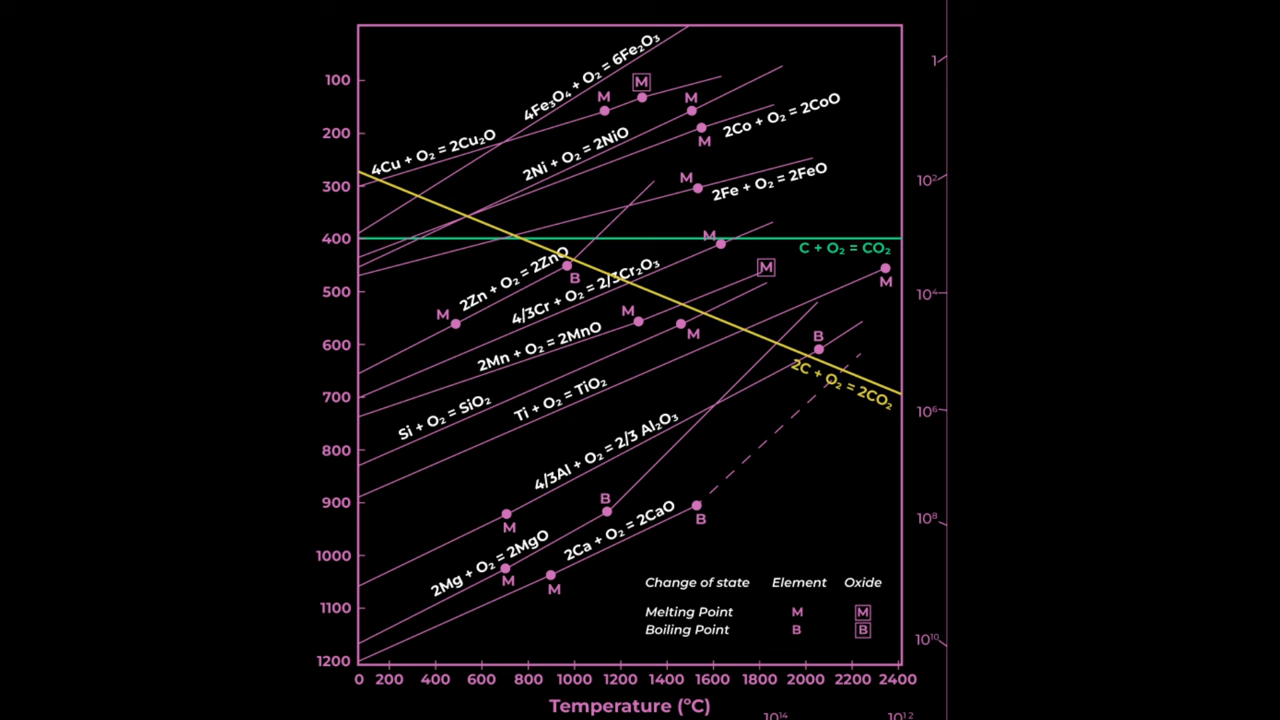 4Fe₃O₄ + O₂ = 6Fe₂O₃
4Cu + O₂ = 2Cu₂O
2Ni + O₂ = 2NiO
2Co + O₂ = 2CoO
2Fe + O₂ = 2FeO
C + O₂ = CO₂
2Zn + O₂ = 2ZnO
4/3Cr + O₂ = 2/3Cr₂O₃
2Mn + O₂ = 2MnO
2C + O₂ = 2CO₂
Si + O₂ = SiO₂
Ti + O₂ = TiO₂
4/3Al + O₂ = 2/3 Al₂O₃
2Mg + O₂ = 2MgO
2Ca + O₂ = 2CaO
M
M
M
M
M
M
M
B
M
M
M
M
B
M
B
M
M
B
100
200
300
400
500
600
700
800
900
1000
1100
1200
Change of state Element Oxide
Melting Point M M
Boiling Point B B
0 200 400 600 800 1000 1200 1400 1600 1800 2000 2200 2400
Temperature (°C)
1
10²
10⁴
10⁶
10⁸
10¹⁰
10¹⁴ 10¹²